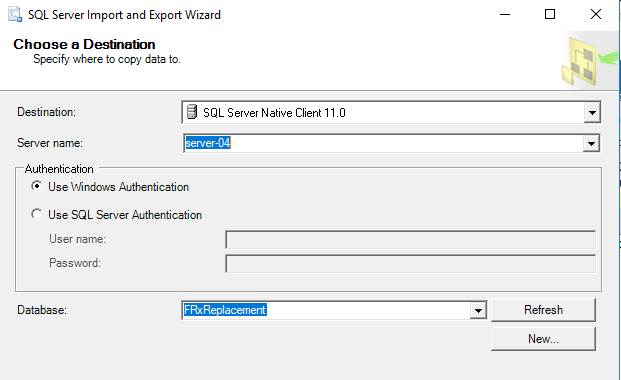 SQL Server Import and Export Wizard
Choose a Destination
Specify where to copy data to.
Destination: SQL Server Native Client 11.0
Server name: server-04
Authentication
Use Windows Authentication
Use SQL Server Authentication
User name:
Password:
Database: FRxReplacement Refresh
New...